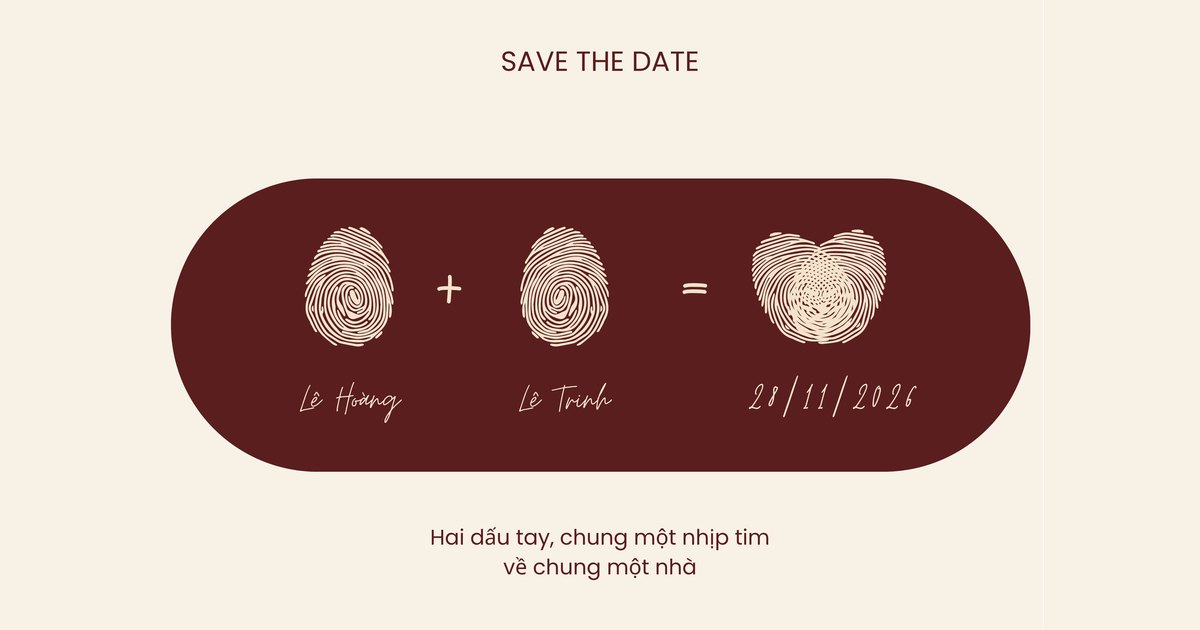 SAVE THE DATE
+ =
Lê Hoàng Lê Trinh 28/11/2026
Hai dấu tay, chung một nhịp tim
về chung một nhà